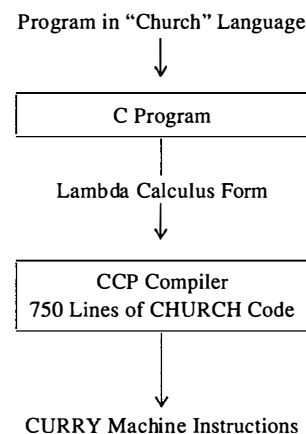 Program in “Church” Language
C Program
Lambda Calculus Form
CCP Compiler
750 Lines of CHURCH Code
CURRY Machine Instructions